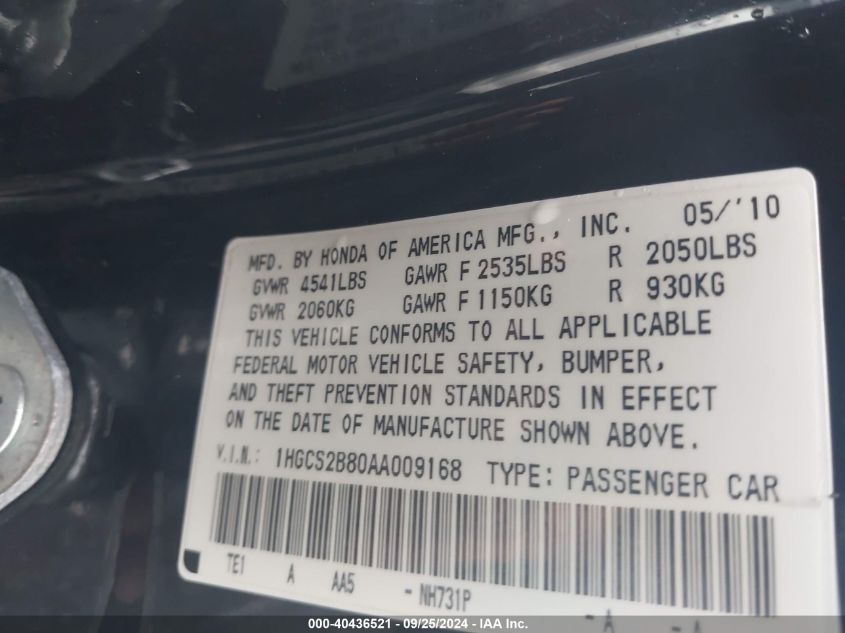 MFD. BY HONDA OF AMERICA MFG., INC. 05/'10
GVWR 4541LBS GAWR F 2535LBS R 2050LBS
GVWR 2060KG GAWR F 1150KG R 930KG
THIS VEHICLE CONFORMS TO ALL APPLICABLE
FEDERAL MOTOR VEHICLE SAFETY, BUMPER,
AND THEFT PREVENTION STANDARDS IN EFFECT
ON THE DATE OF MANUFACTURE SHOWN ABOVE.
V.I.N.: 1HGCS2B80AA009168 TYPE: PASSENGER CAR
TE1 A AA5 - NH731P - A - A
000-40436521 - 09/25/2024 - IAA Inc.